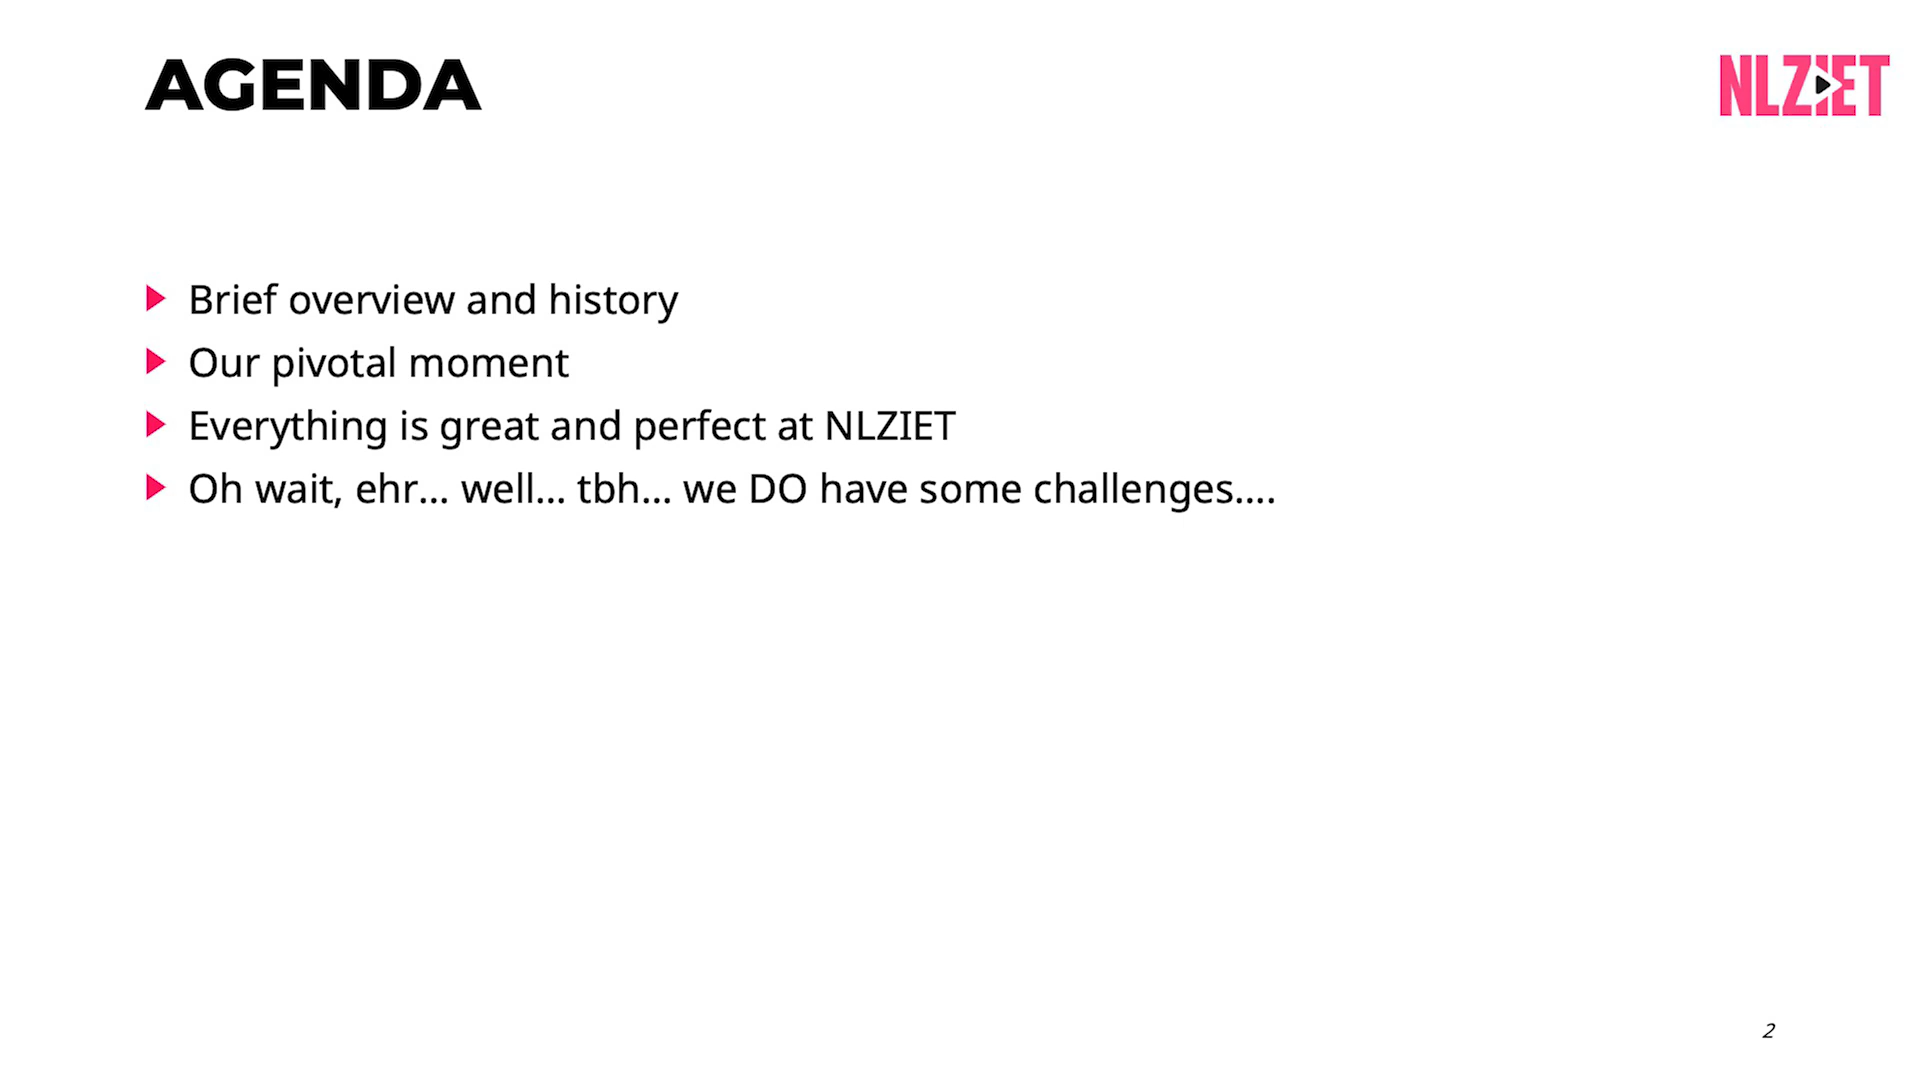 AGENDA
NLZIET
Brief overview and history
Our pivotal moment
Everything is great and perfect at NLZIET
Oh wait, ehr... well... tbh... we DO have some challenges....
2